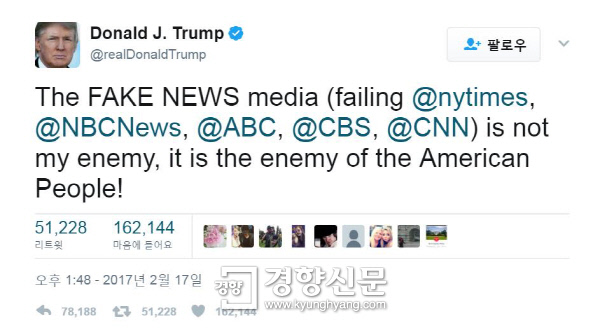 Donald J. Trump
@realDonaldTrump
팔로우
The FAKE NEWS media (failing @nytimes,
@NBCNews, @ABC, @CBS, @CNN) is not
my enemy, it is the enemy of the American
People!
51,228 162,144
리트윗 마음에 들어요
오후 1:48 - 2017년 2월 17일
경향 경향신문
www.kyunghyang.com
78,188 51,228 162,144